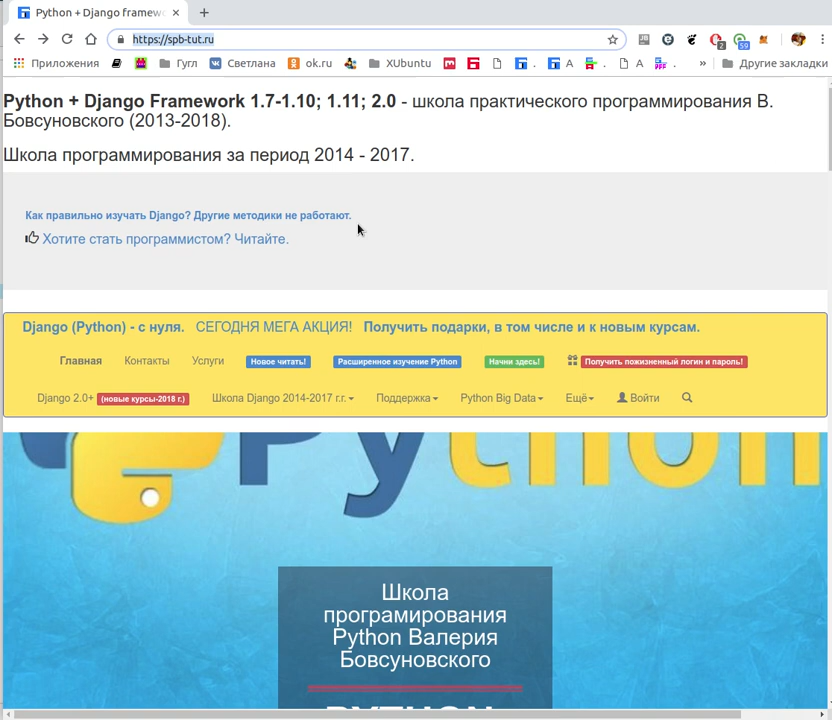 Python + Django framew
https://spb-tut.ru
2
59
Приложения
Гугл
Светлана
ok.ru
XUbuntu
.
A
.
A
.
»
Другие закладки
Python + Django Framework 1.7-1.10; 1.11; 2.0 - школа практического программирования В.
Бовсуновского (2013-2018).
Школа программирования за период 2014 - 2017.
Как правильно изучать Django? Другие методики не работают.
Хотите стать программистом? Читайте.
Django (Python) - с нуля. СЕГОДНЯ МЕГА АКЦИЯ! Получить подарки, в том числе и к новым курсам.
Главная Контакты Услуги Новое читать! Расширенное изучение Python Начни здесь! Получить пожизненный логин и пароль!
Django 2.0+ (новые курсы-2018 г.) Школа Django 2014-2017 г.г. Поддержка Python Big Data Ещё Войти
Python
Школа
програмирования
Python Валерия
Бовсуновского